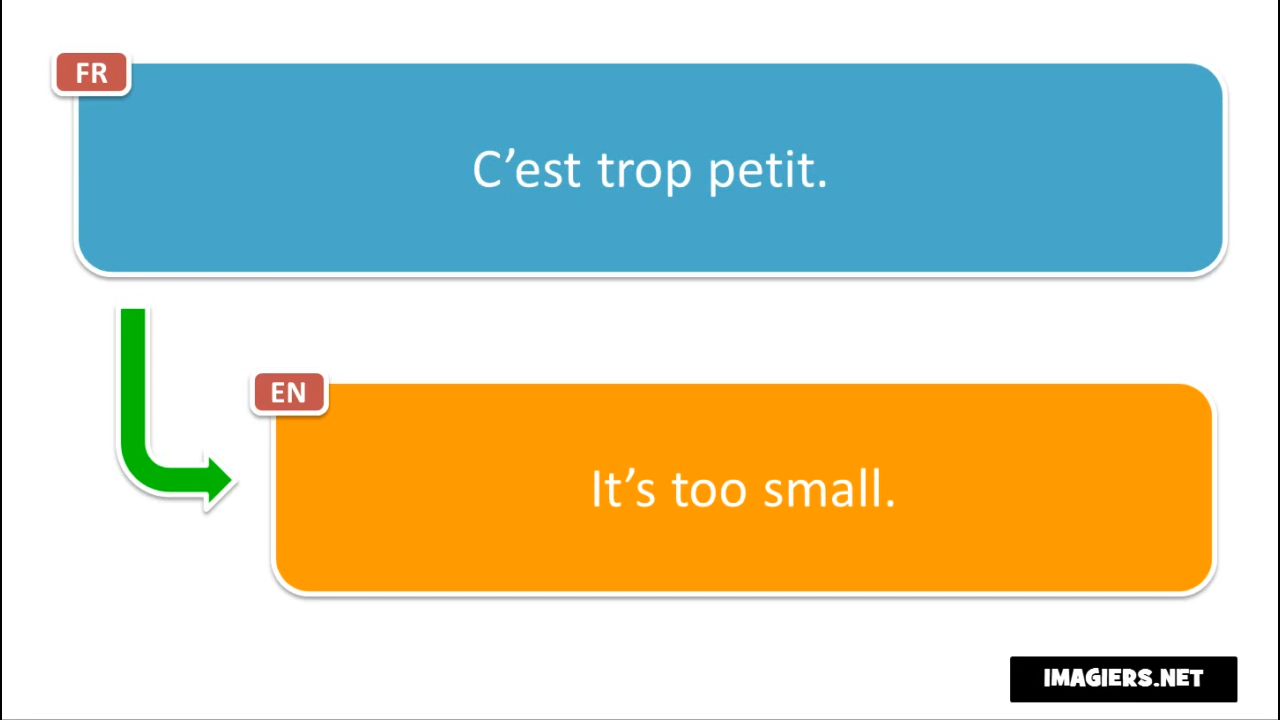 FR
C’est trop petit.
EN
It’s too small.
IMAGIERS.NET